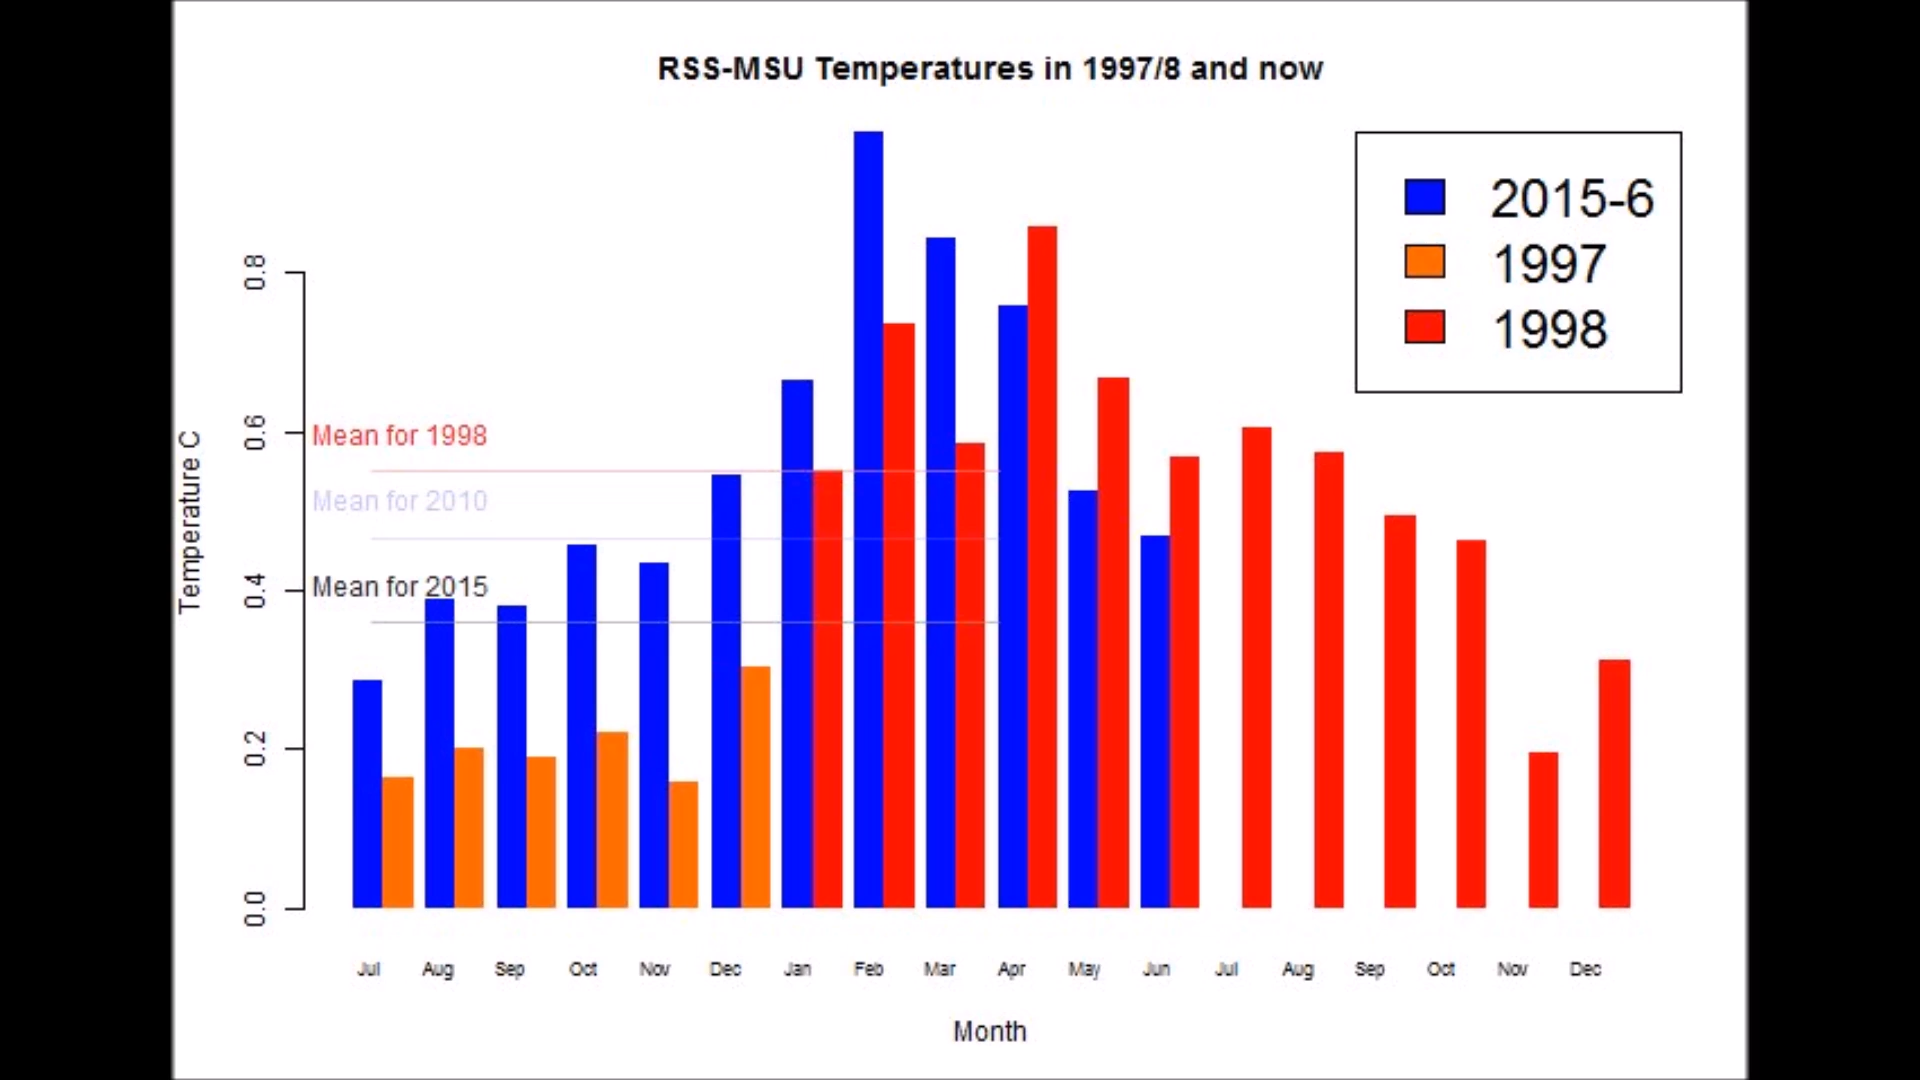 RSS-MSU Temperatures in 1997/8 and now
2015-6
1997
1998
Temperature C
0.8
0.6
0.4
0.2
0.0
Mean for 1998
Mean for 2010
Mean for 2015
Jul Aug Sep Oct Nov Dec Jan Feb Mar Apr May Jun Jul Aug Sep Oct Nov Dec
Month